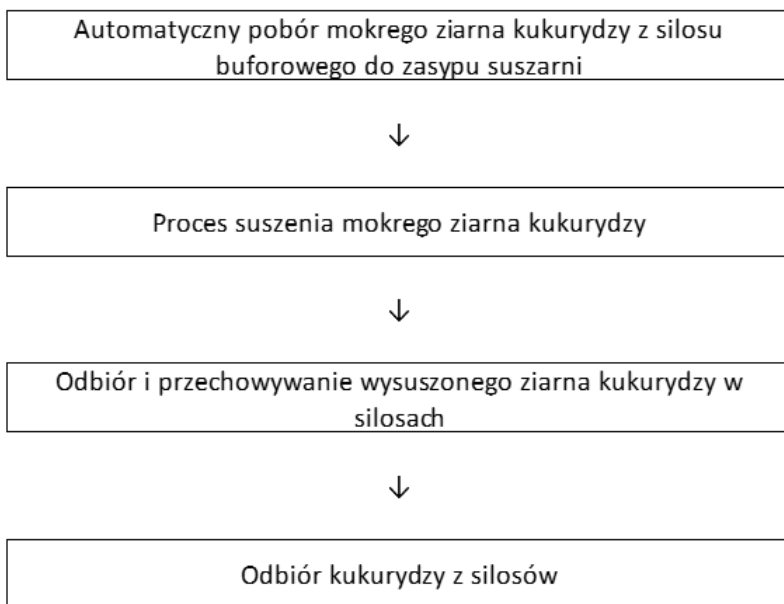 Automatyczny pobór mokrego ziarna kukurydzy z silosu
buforowego do zasypu suszarni
↓
Proces suszenia mokrego ziarna kukurydzy
↓
Odbiór i przechowywanie wysuszonego ziarna kukurydzy w
silosach
↓
Odbiór kukurydzy z silosów